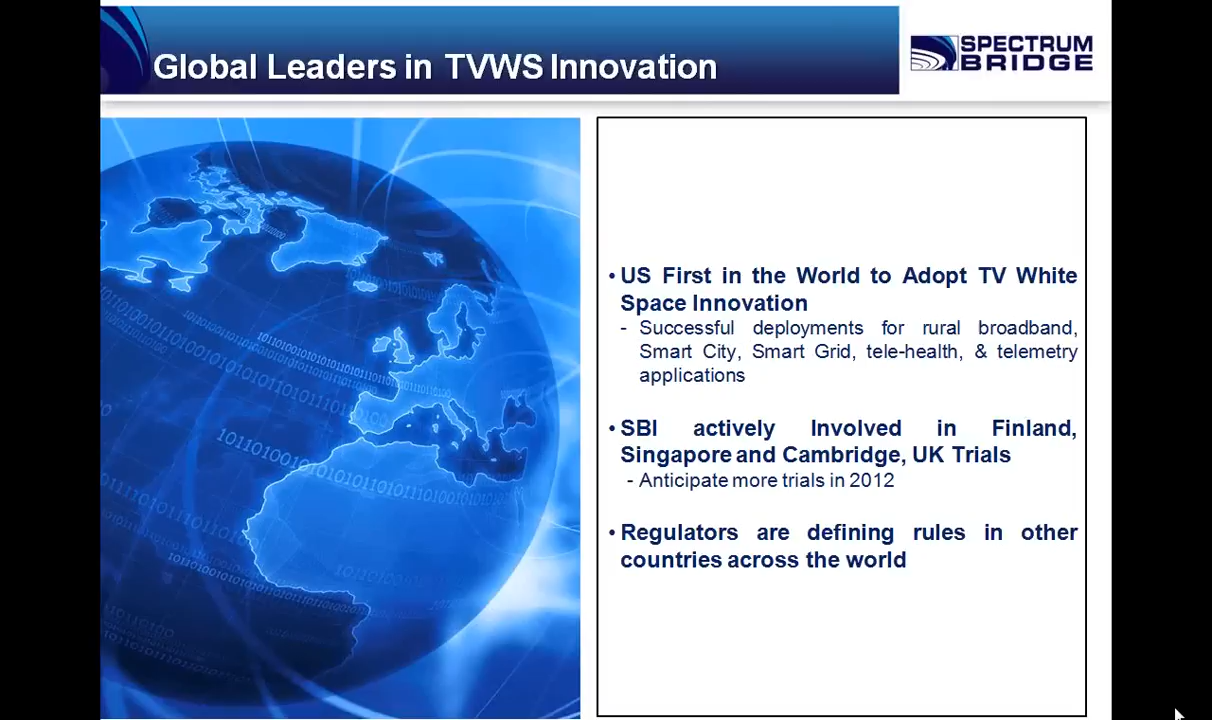 Global Leaders in TVWS Innovation
SPECTRUM
BRIDGE
• US First in the World to Adopt TV White
Space Innovation
- Successful deployments for rural broadband,
Smart City, Smart Grid, tele-health, & telemetry
applications
• SBI actively Involved in Finland,
Singapore and Cambridge, UK Trials
- Anticipate more trials in 2012
• Regulators are defining rules in other
countries across the world